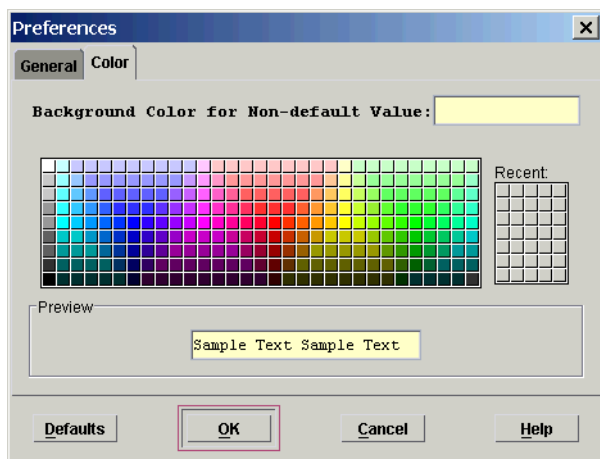 Preferences
General Color
Background Color for Non-default Value:
Recent:
Preview
Sample Text Sample Text
Defaults OK Cancel Help